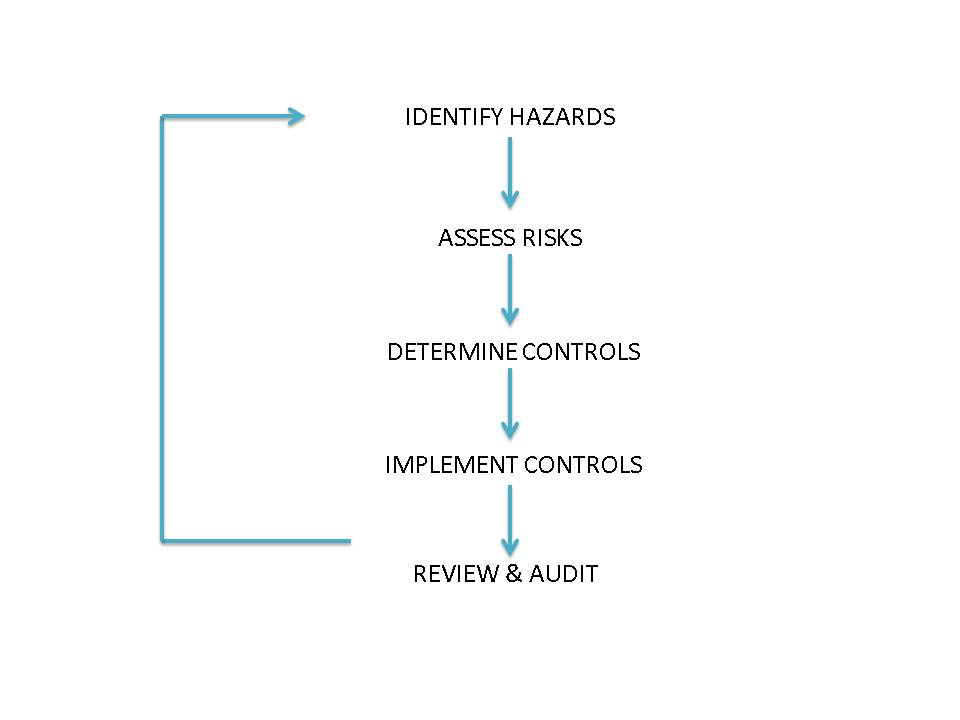 IDENTIFY HAZARDS
ASSESS RISKS
DETERMINE CONTROLS
IMPLEMENT CONTROLS
REVIEW & AUDIT